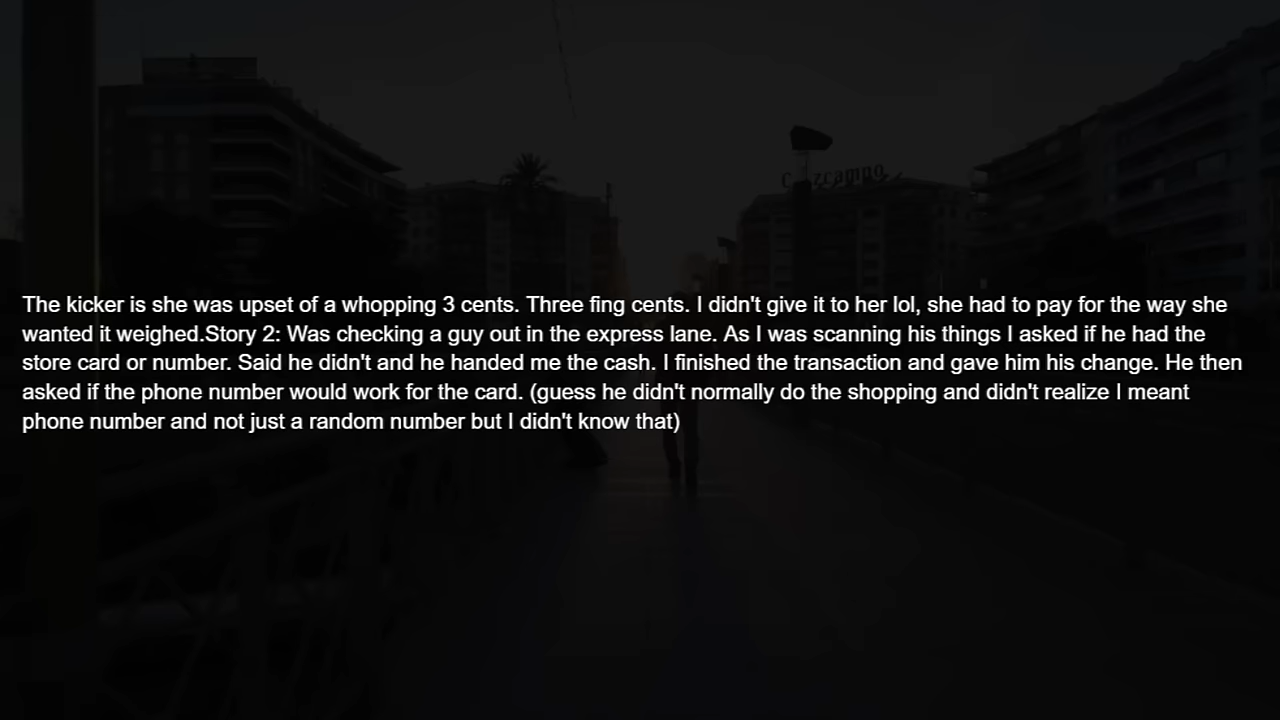 Cruzcampo
The kicker is she was upset of a whopping 3 cents. Three fing cents. I didn't give it to her lol, she had to pay for the way she
wanted it weighed.Story 2: Was checking a guy out in the express lane. As I was scanning his things I asked if he had the
store card or number. Said he didn't and he handed me the cash. I finished the transaction and gave him his change. He then
asked if the phone number would work for the card. (guess he didn't normally do the shopping and didn't realize I meant
phone number and not just a random number but I didn't know that)